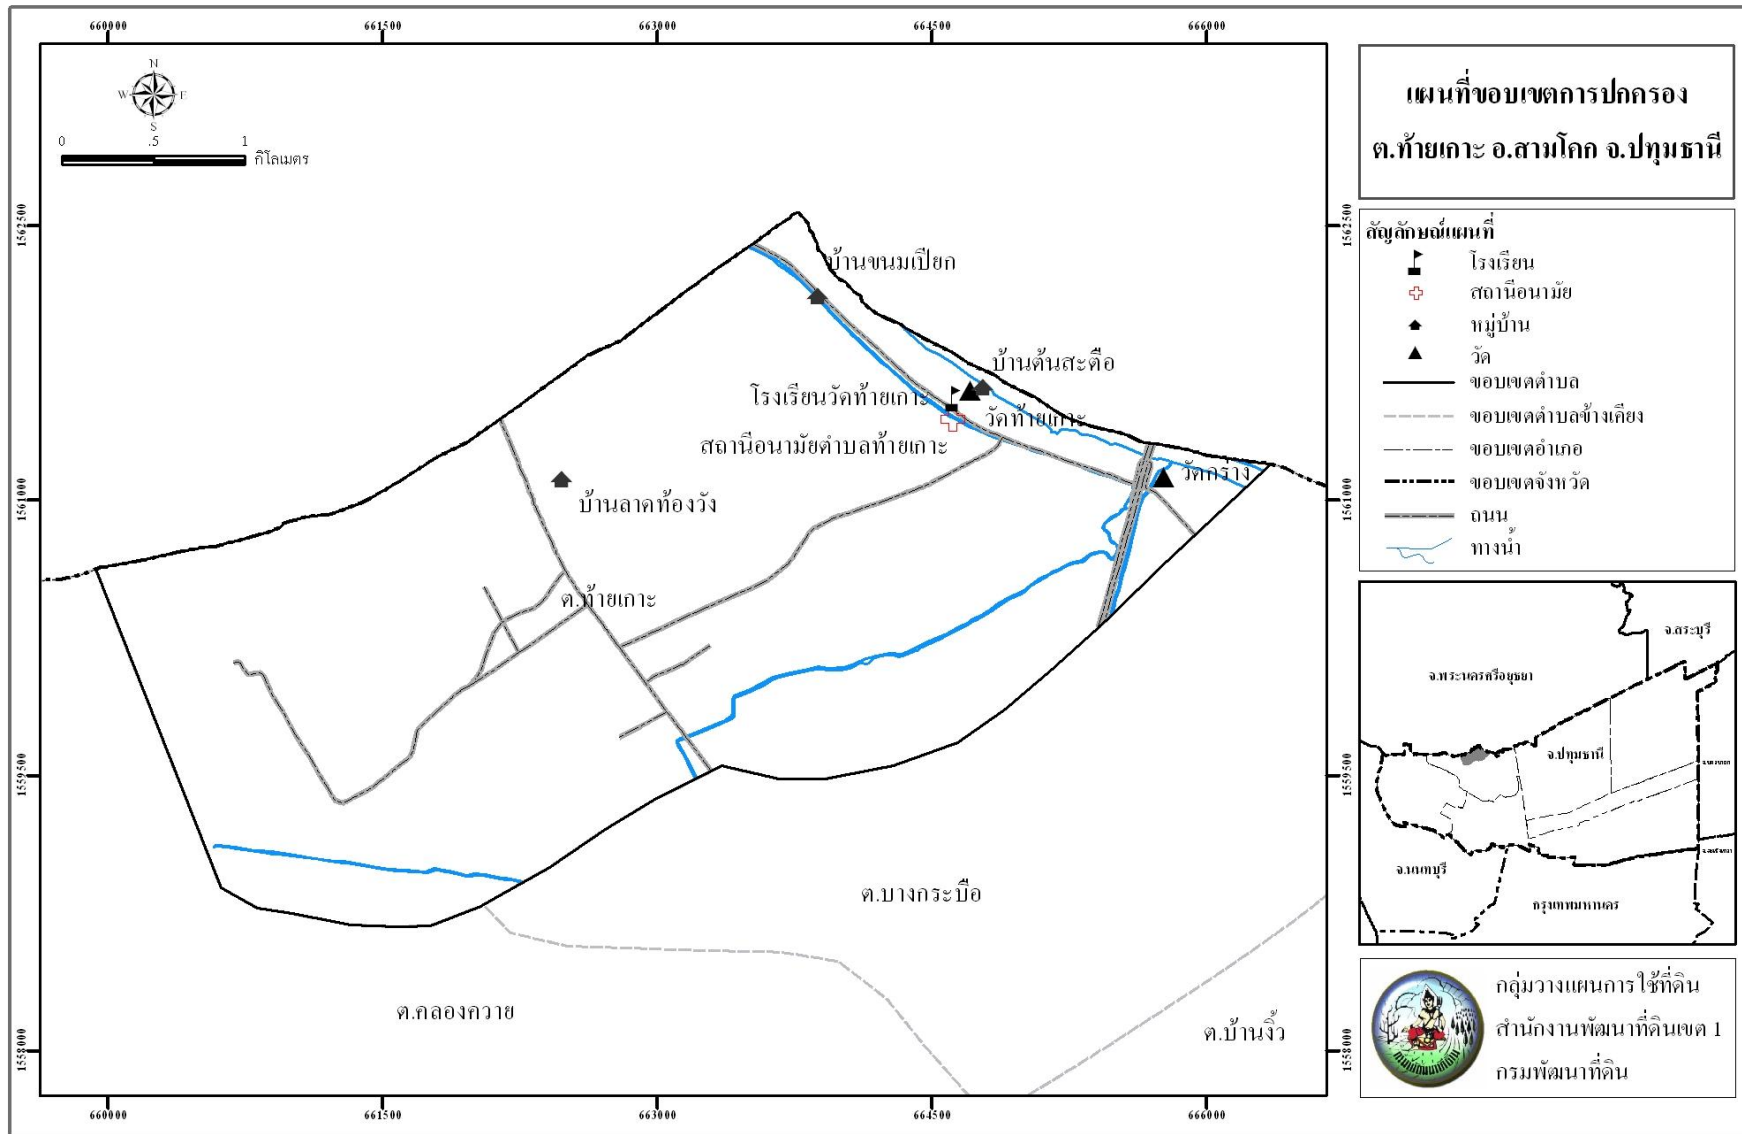 660000
661500
663000
664500
666000
N
W
E
S
0
.5
1
กิโลเมตร
1562500
1561000
1559500
1558000
1562500
1561000
1559500
1558000
บ้านขนมเปียก
บ้านต้นสะตือ
โรงเรียนวัดท้ายเกาะ
วัดท้ายเกาะ
สถานีอนามัยตำบลท้ายเกาะ
วัดกร่าง
บ้านลาดท้องวัง
ต.ท้ายเกาะ
ต.บางกระบือ
ต.คลองควาย
ต.บ้านงิ้ว
660000
661500
663000
664500
666000
แผนที่ขอบเขตการปกครอง
ต.ท้ายเกาะ อ.สามโคก จ.ปทุมธานี
สัญลักษณ์แผนที่
โรงเรียน
สถานีอนามัย
หมู่บ้าน
วัด
ขอบเขตตำบล
ขอบเขตตำบลข้างเคียง
ขอบเขตอำเภอ
ขอบเขตจังหวัด
ถนน
ทางน้ำ
จ.สระบุรี
จ.พระนครศรีอยุธยา
จ.ปทุมธานี
จ.นนทบุรี
กรุงเทพมหานคร
กลุ่มวางแผนการใช้ที่ดิน
สำนักงานพัฒนาที่ดินเขต 1
กรมพัฒนาที่ดิน